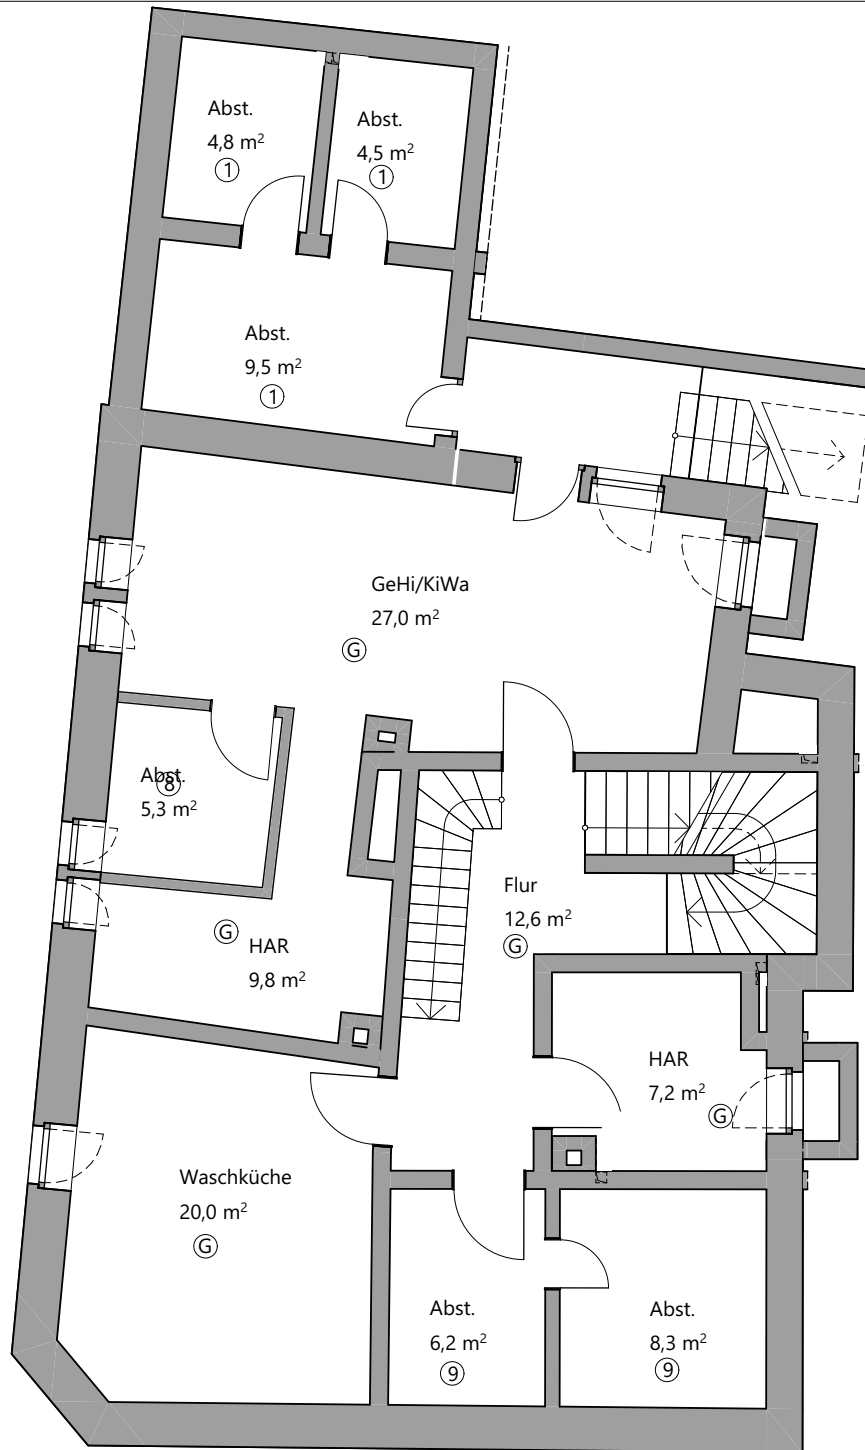 Abst.
4,8 m²
1
Abst.
4,5 m²
1
Abst.
9,5 m²
1
GeHi/KiWa
27,0 m²
G
Abst.
8
5,3 m²
Flur
12,6 m²
G
G
HAR
9,8 m²
HAR
7,2 m²
G
Waschküche
20,0 m²
G
Abst.
6,2 m²
9
Abst.
8,3 m²
9